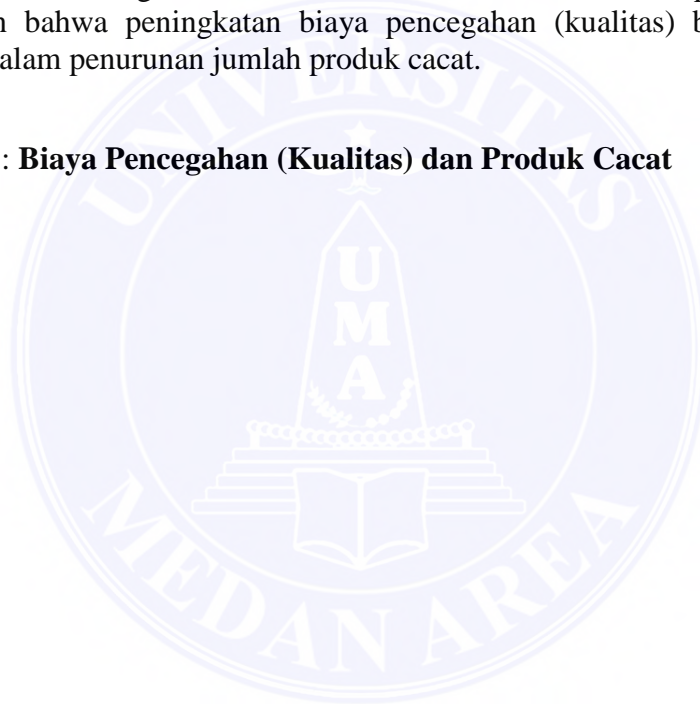 bahwa peningkatan biaya pencegahan (kualitas)
alam penurunan jumlah produk cacat.
: Biaya Pencegahan (Kualitas) dan Produk Cacat
UNIVERSITAS
UMA
MEDAN AREA